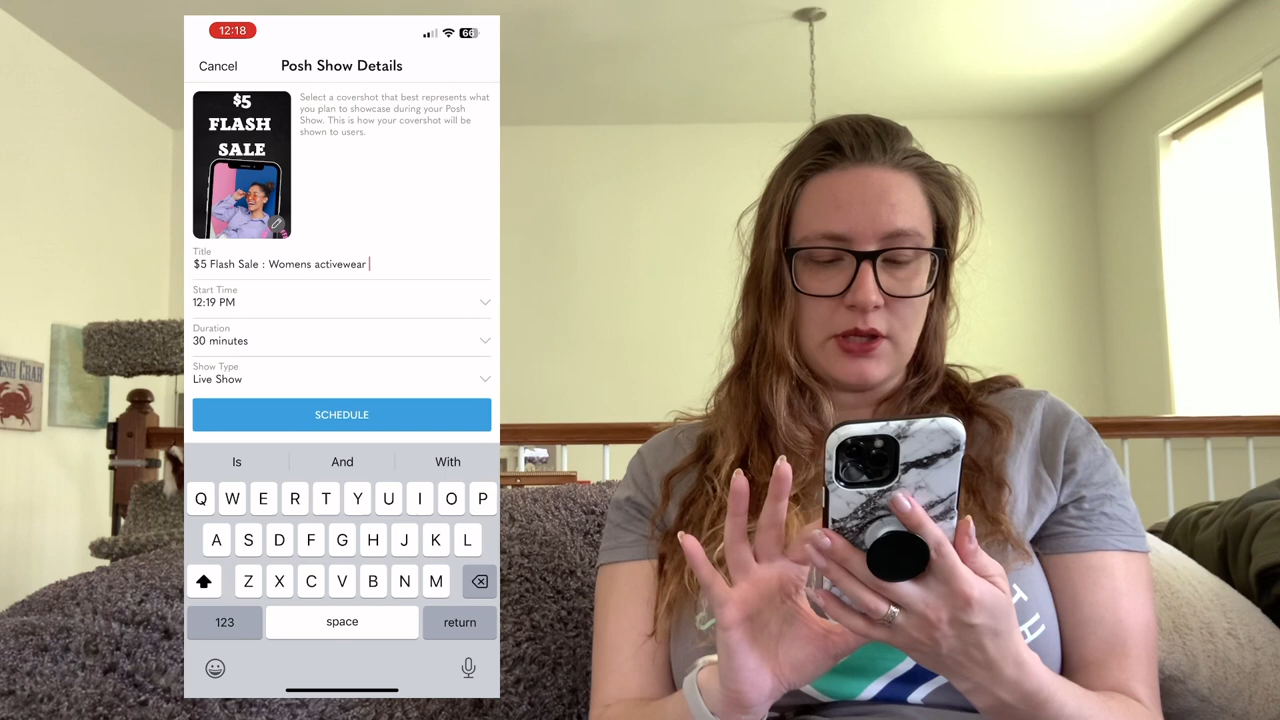 12:18
66
Cancel
Posh Show Details
$5
FLASH
SALE
Select a covershot that best represents what
you plan to showcase during your Posh
Show. This is how your covershot will be
shown to users.
Title
$5 Flash Sale : Womens activewear
Start Time
12:19 PM
Duration
30 minutes
Show Type
Live Show
SCHEDULE
Is And With
Q W E R T Y U I O P
A S D F G H J K L
Z X C V B N M
123 space return
CRAB